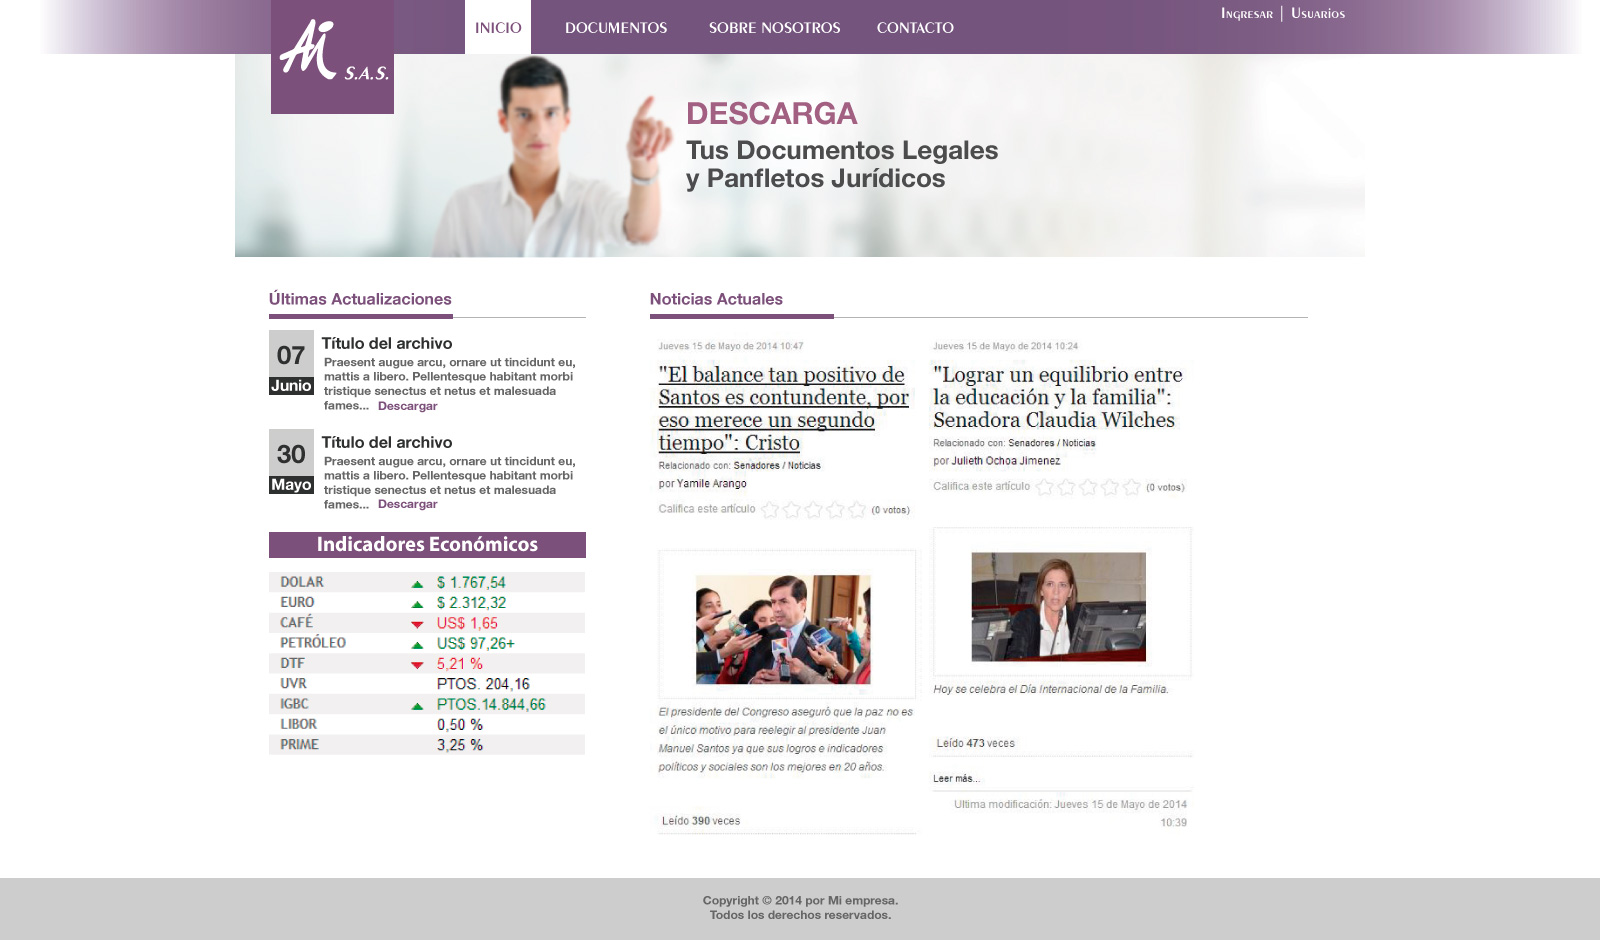 Mi S.A.S.
INICIO
DOCUMENTOS
SOBRE NOSOTROS
CONTACTO
Ingresar | Usuarios
DESCARGA
Tus Documentos Legales
y Panfletos Jurídicos
Últimas Actualizaciones
07
Junio
Título del archivo
Praesent augue arcu, ornare ut tincidunt eu,
mattis a libero. Pellentesque habitant morbi
tristique senectus et netus et malesuada
fames... Descargar
30
Mayo
Título del archivo
Praesent augue arcu, ornare ut tincidunt eu,
mattis a libero. Pellentesque habitant morbi
tristique senectus et netus et malesuada
fames... Descargar
Indicadores Económicos
DOLAR $ 1.767,54
EURO $ 2.312,32
CAFÉ US$ 1,65
PETRÓLEO US$ 97,26+
DTF 5,21 %
UVR PTOS. 204,16
IGBC PTOS.14.844,66
LIBOR 0,50 %
PRIME 3,25 %
Noticias Actuales
Jueves 15 de Mayo de 2014 10:47
"El balance tan positivo de
Santos es contundente, por
eso merece un segundo
tiempo": Cristo
Relacionado con: Senadores / Noticias
por Yamile Arango
Califica este artículo (0 votos)
El presidente del Congreso aseguró que la paz no es
el único motivo para reelegir al presidente Juan
Manuel Santos ya que sus logros e indicadores
políticos y sociales son los mejores en 20 años.
Leído 390 veces
Jueves 15 de Mayo de 2014 10:24
"Lograr un equilibrio entre
la educación y la familia":
Senadora Claudia Wilches
Relacionado con: Senadores / Noticias
por Julieth Ochoa Jimenez
Califica este artículo (0 votos)
Hoy se celebra el Día Internacional de la Familia.
Leído 473 veces
Leer más...
Ultima modificación: Jueves 15 de Mayo de 2014
10:39
Copyright © 2014 por Mi empresa.
Todos los derechos reservados.